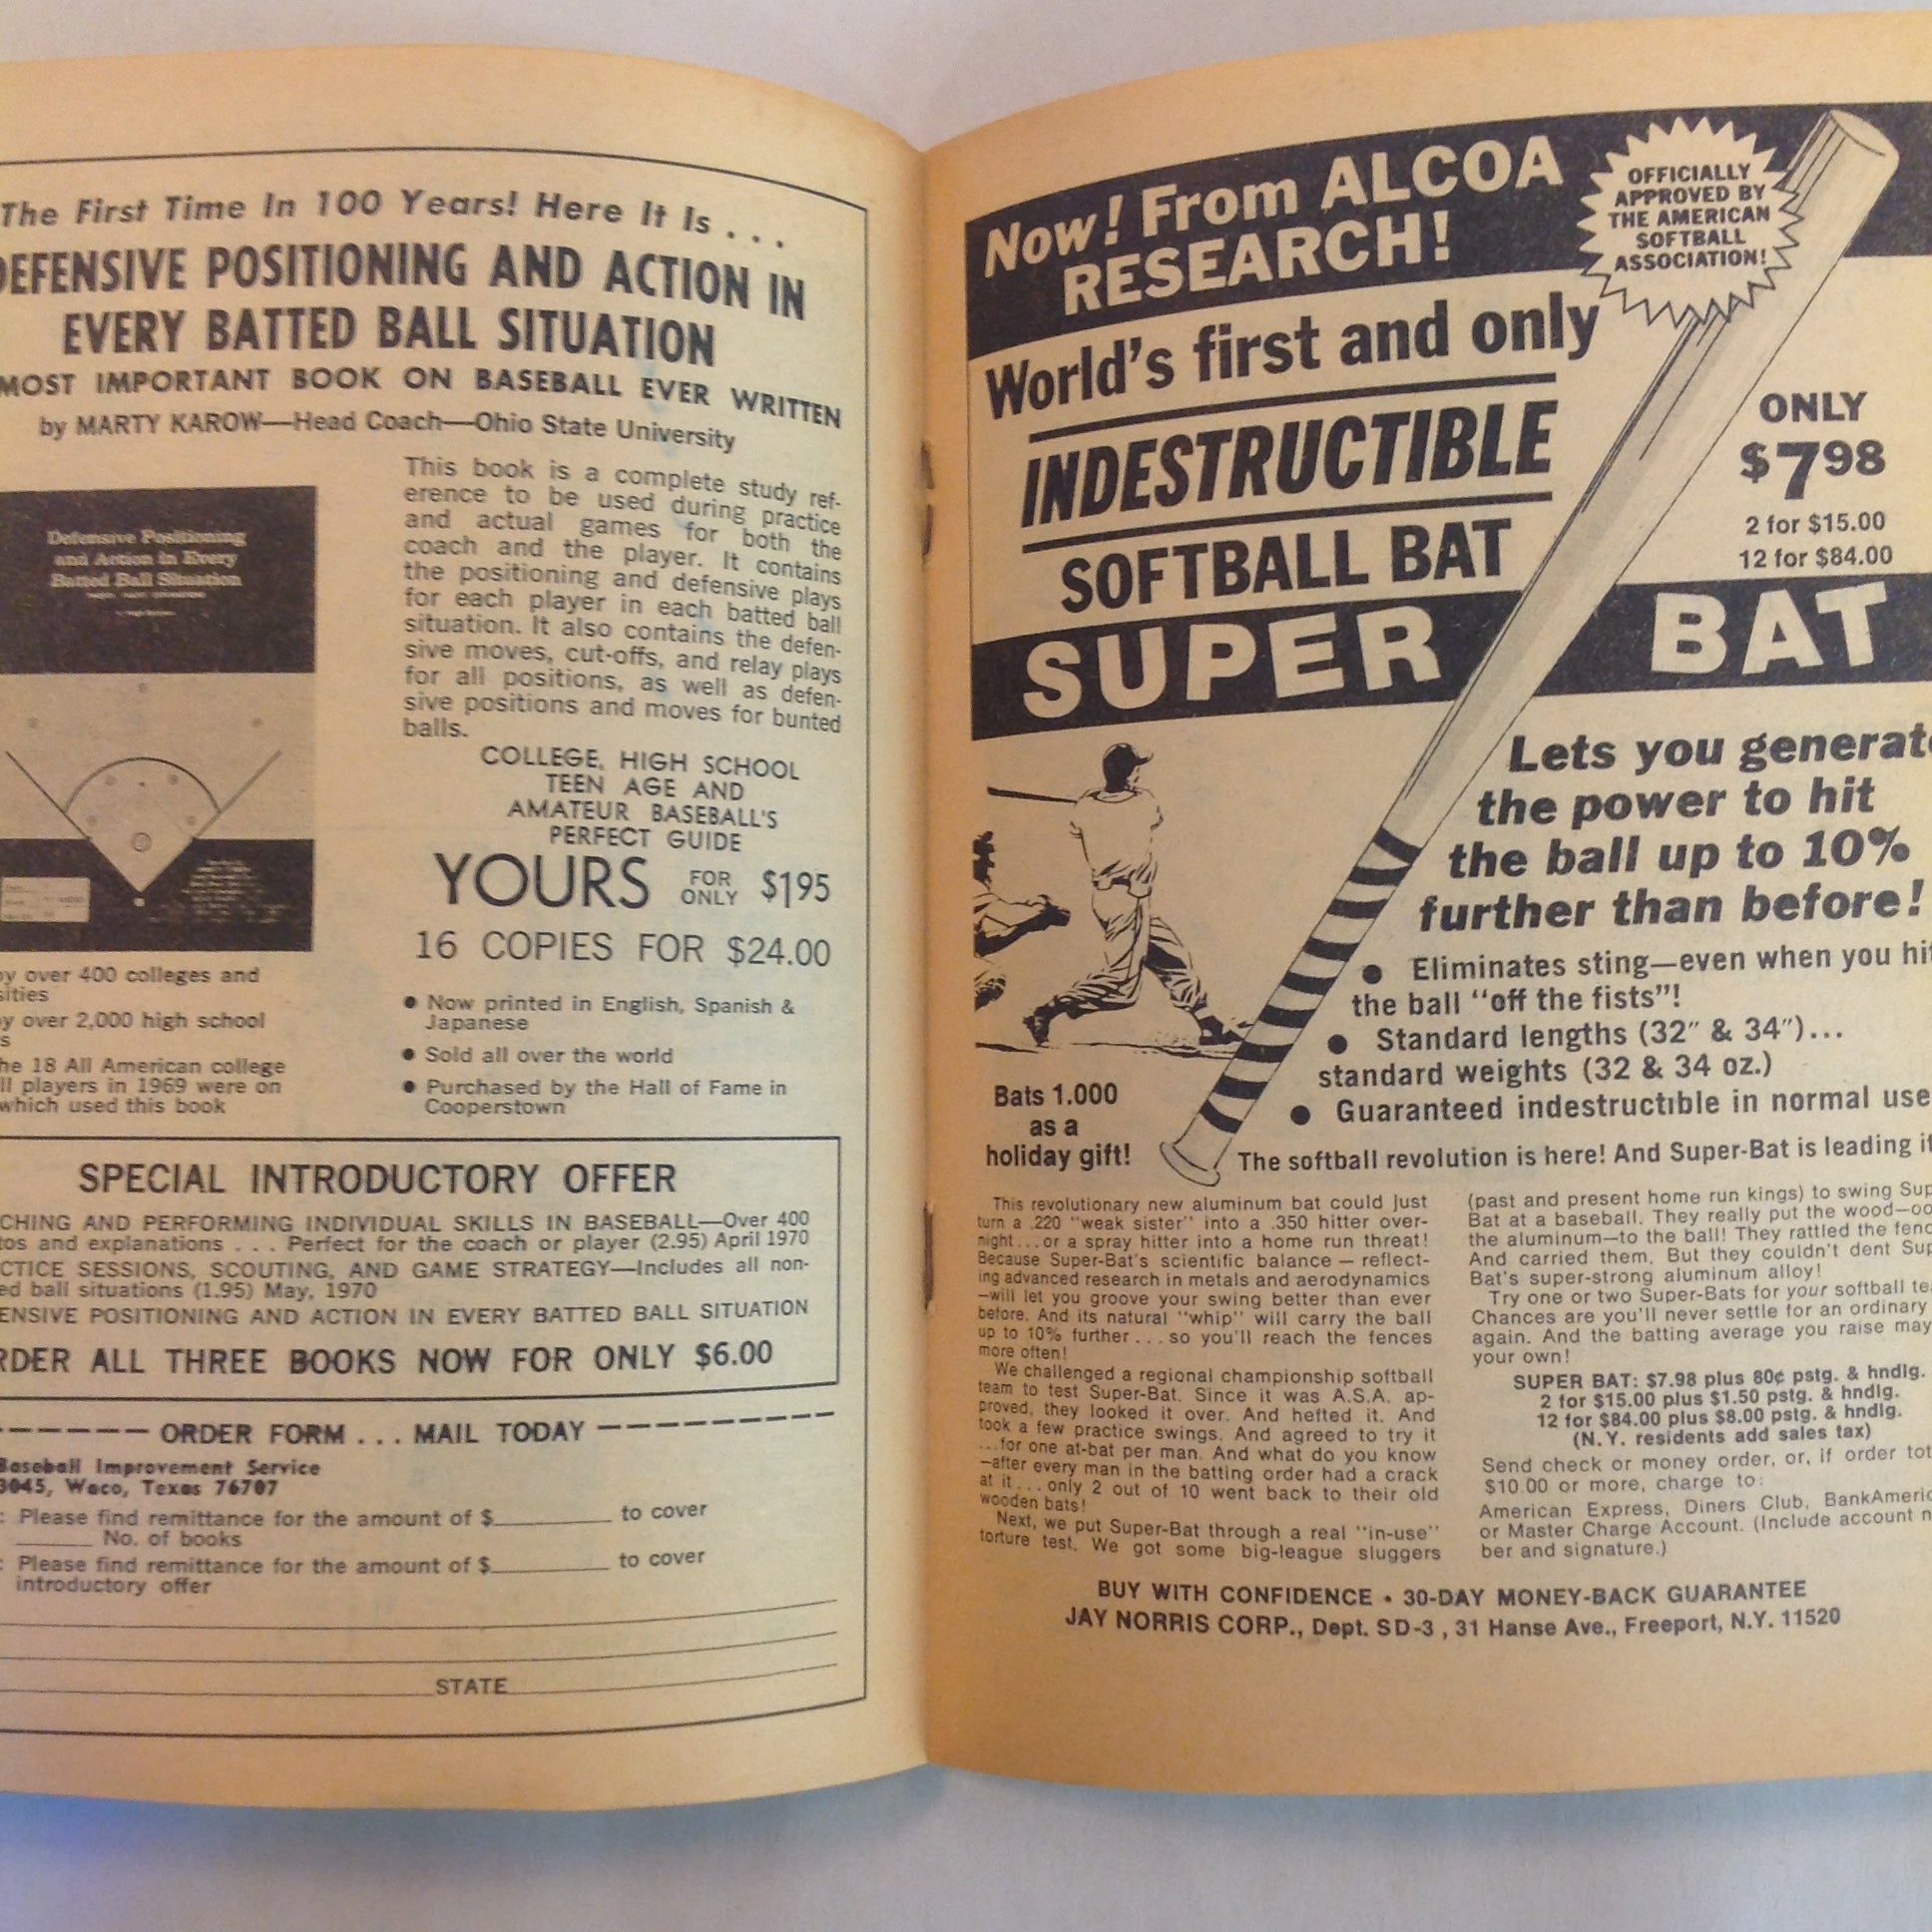 The First Time In 100 Years! Here It Is . . .
DEFENSIVE POSITIONING AND ACTION IN
EVERY BATTED BALL SITUATION
MOST IMPORTANT BOOK ON BASEBALL EVER WRITTEN
by MARTY KAROW—Head Coach—Ohio State University
Defensive Positioning
and Action in Every
Batted Ball Situation
This book is a complete study ref-
erence to be used during practice
and actual games for both the
coach and the player. It contains
the positioning and defensive plays
for each player in each batted ball
situation. It also contains the defen-
sive moves, cut-offs, and relay plays
for all positions, as well as defen-
sive positions and moves for bunted
balls.
COLLEGE, HIGH SCHOOL
TEEN AGE AND
AMATEUR BASEBALL'S
PERFECT GUIDE
YOURS FOR ONLY $195
16 COPIES FOR $24.00
• Now printed in English, Spanish &
Japanese
• Sold all over the world
• Purchased by the Hall of Fame in
Cooperstown
by over 400 colleges and
sities
by over 2,000 high school
s
he 18 All American college
ll players in 1969 were on
which used this book
SPECIAL INTRODUCTORY OFFER
CHING AND PERFORMING INDIVIDUAL SKILLS IN BASEBALL—Over 400
tos and explanations . . . Perfect for the coach or player (2.95) April 1970
CTICE SESSIONS, SCOUTING, AND GAME STRATEGY—Includes all non-
ed ball situations (1.95) May, 1970
ENSIVE POSITIONING AND ACTION IN EVERY BATTED BALL SITUATION
RDER ALL THREE BOOKS NOW FOR ONLY $6.00
ORDER FORM . . . MAIL TODAY
Baseball Improvement Service
3045, Waco, Texas 76707
: Please find remittance for the amount of $ to cover
No. of books
: Please find remittance for the amount of $ to cover
introductory offer
STATE
Now! From ALCOA
RESEARCH!
OFFICIALLY
APPROVED BY
THE AMERICAN
SOFTBALL
ASSOCIATION!
World's first and only
INDESTRUCTIBLE
SOFTBALL BAT
SUPER BAT
ONLY
$798
2 for $15.00
12 for $84.00
Lets you generate
the power to hit
the ball up to 10%
further than before!
• Eliminates sting—even when you hit
the ball "off the fists"!
• Standard lengths (32" & 34")...
standard weights (32 & 34 oz.)
• Guaranteed indestructible in normal use
Bats 1.000
as a
holiday gift!
The softball revolution is here! And Super-Bat is leading it
This revolutionary new aluminum bat could just
turn a .220 "weak sister" into a .350 hitter over-
night...or a spray hitter into a home run threat!
Because Super-Bat's scientific balance — reflect-
ing advanced research in metals and aerodynamics
—will let you groove your swing better than ever
before. And its natural "whip" will carry the ball
up to 10% further...so you'll reach the fences
more often!
We challenged a regional championship softball
team to test Super-Bat. Since it was A.S.A. ap-
proved, they looked it over. And hefted it. And
took a few practice swings. And agreed to try it
...for one at-bat per man. And what do you know
—after every man in the batting order had a crack
at it...only 2 out of 10 went back to their old
wooden bats!
Next, we put Super-Bat through a real "in-use"
torture test. We got some big-league sluggers
(past and present home run kings) to swing Sup
Bat at a baseball. They really put the wood—oo
the aluminum—to the ball! They rattled the fenc
And carried them. But they couldn't dent Sup
Bat's super-strong aluminum alloy!
Try one or two Super-Bats for your softball te
Chances are you'll never settle for an ordinary
again. And the batting average you raise may
your own!
SUPER BAT: $7.98 plus 80¢ pstg. & hndlg.
2 for $15.00 plus $1.50 pstg. & hndlg.
12 for $84.00 plus $8.00 pstg. & hndlg.
(N.Y. residents add sales tax)
Send check or money order, or, if order tot
$10.00 or more, charge to:
American Express, Diners Club, BankAmeric
or Master Charge Account. (Include account n
ber and signature.)
BUY WITH CONFIDENCE • 30-DAY MONEY-BACK GUARANTEE
JAY NORRIS CORP., Dept. SD-3 , 31 Hanse Ave., Freeport, N.Y. 11520